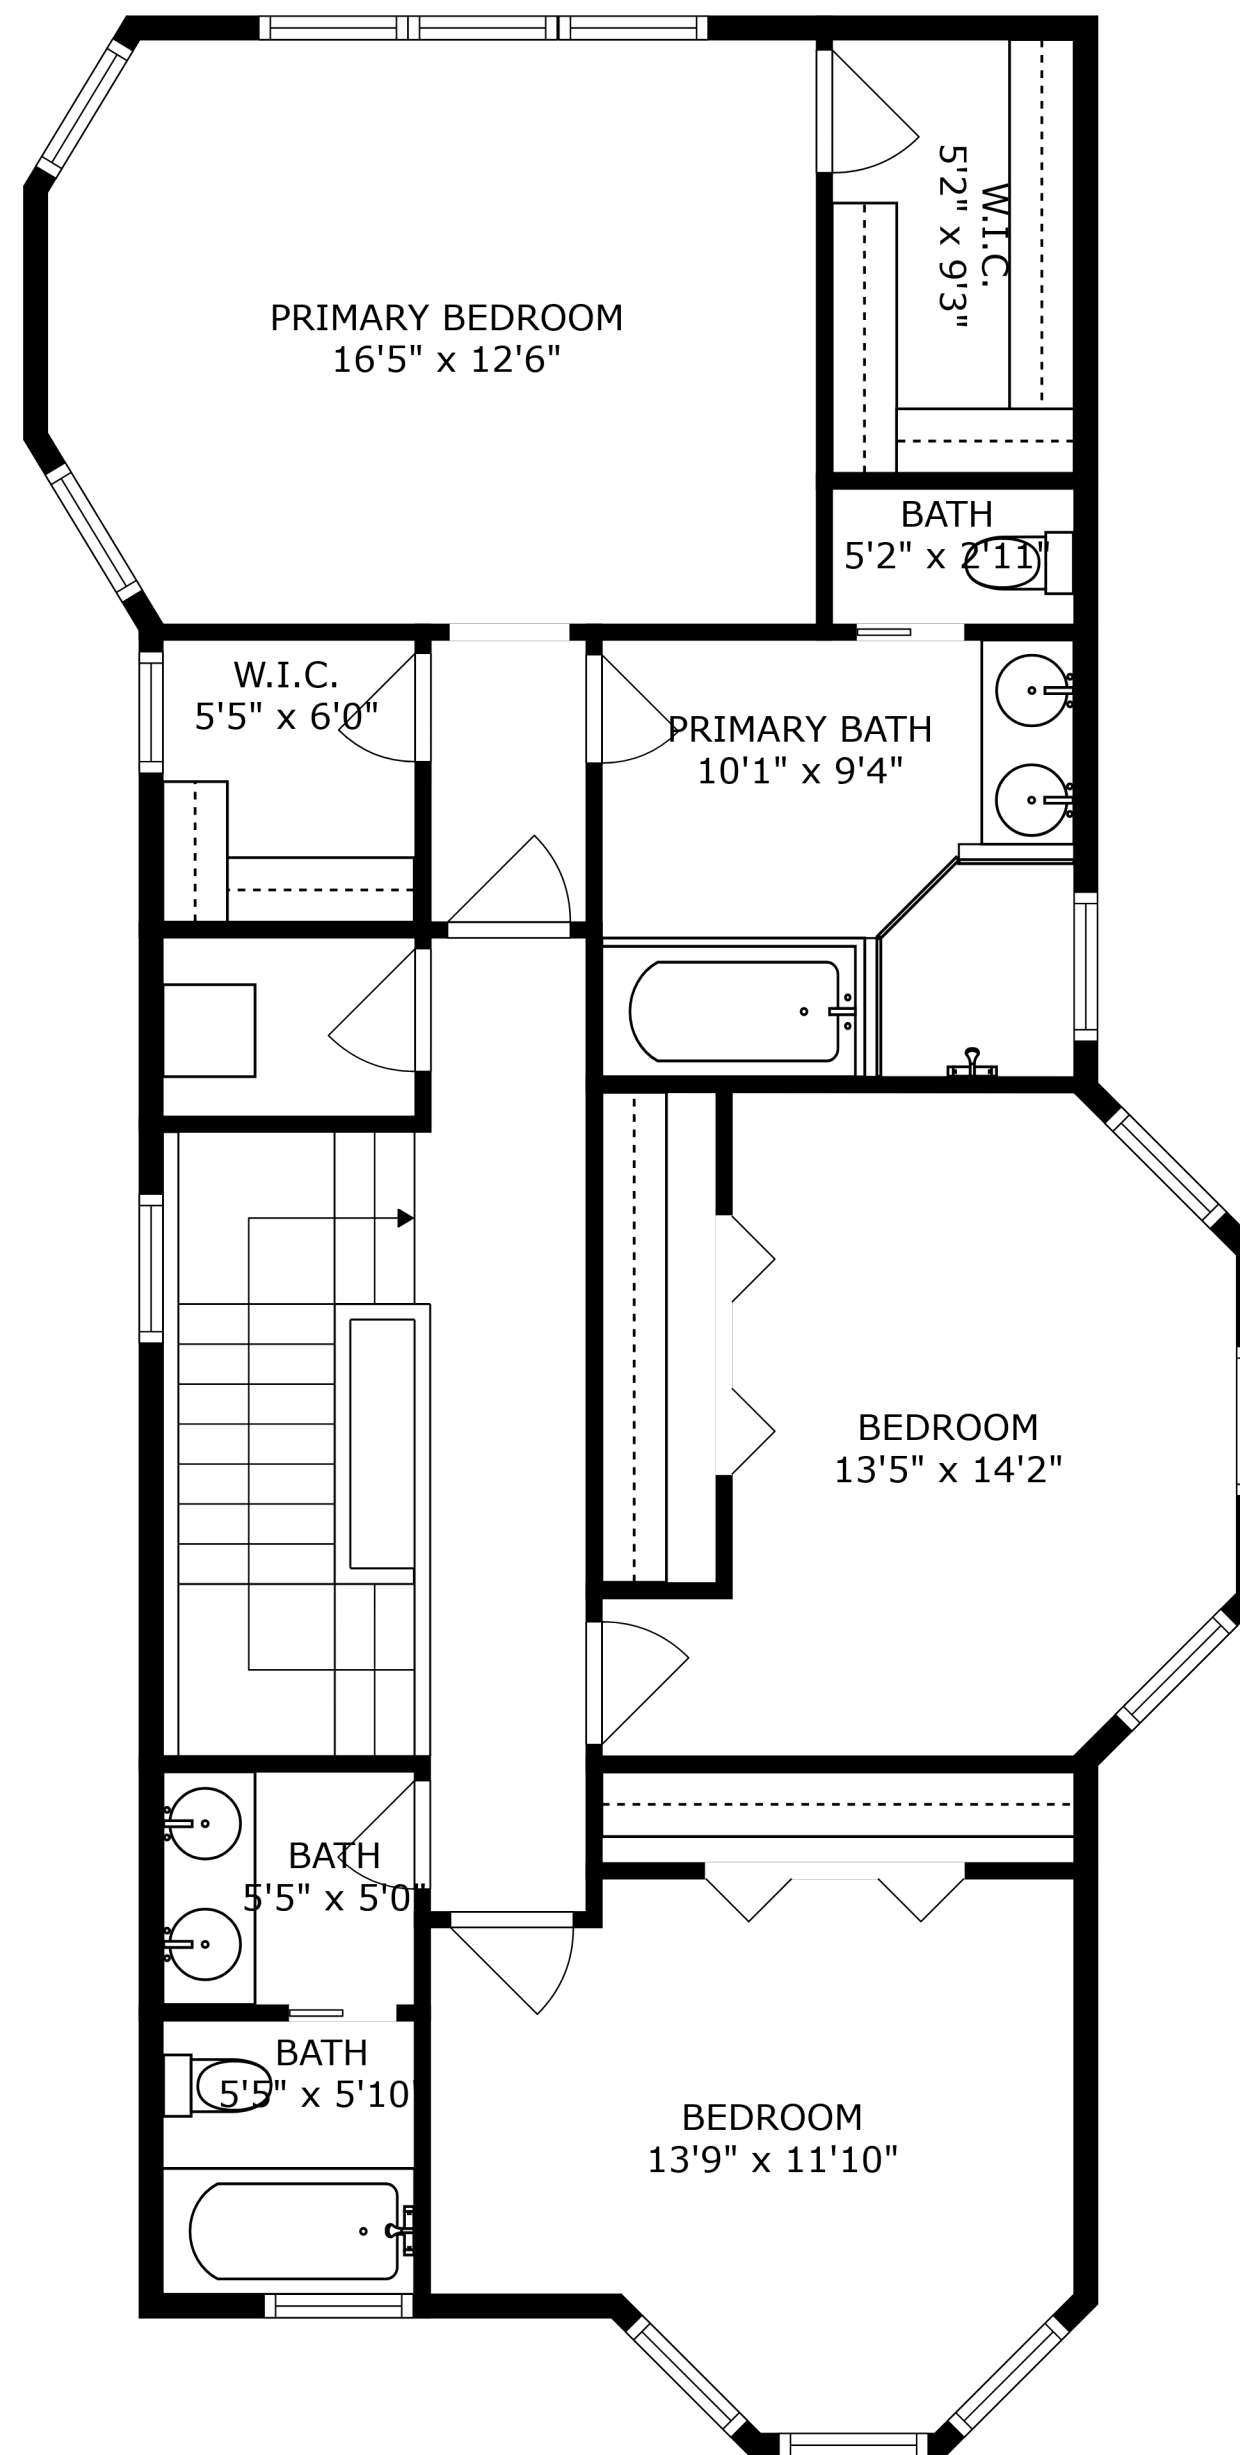 W.I.C.
5'2" x 9'3"
PRIMARY BEDROOM
16'5" x 12'6"
BATH
5'2" x 2'11"
W.I.C.
5'5" x 6'0"
PRIMARY BATH
10'1" x 9'4"
BEDROOM
13'5" x 14'2"
BATH
5'5" x 5'0"
BATH
5'5" x 5'10
BEDROOM
13'9" x 11'10"